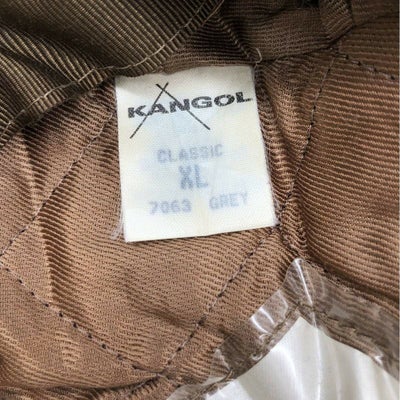 KANGOL
CLASSIC
XL
7063 GREY